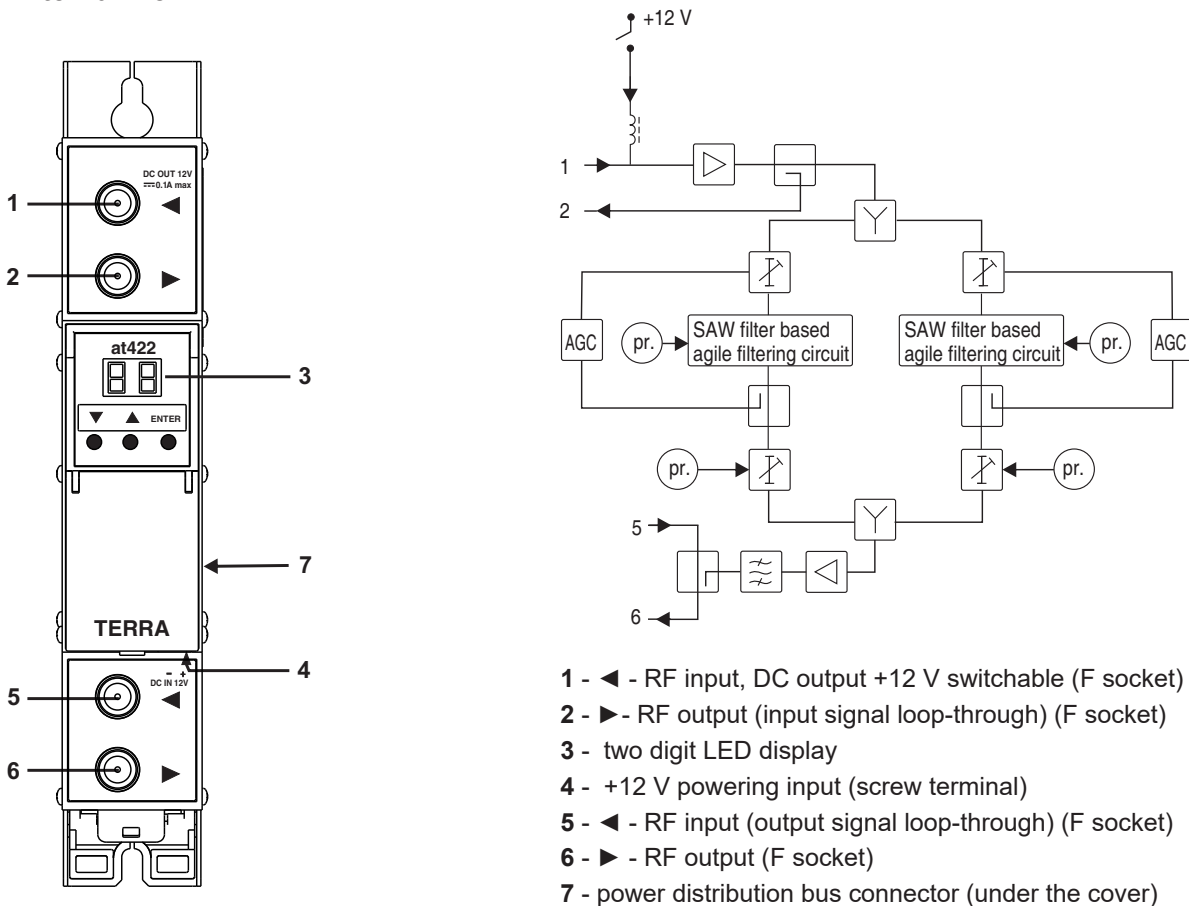 DC OUT 12V
0.1A max
1
2
at422
3
ENTER
7
TERRA
4
- +
DC IN 12V
5
6
+12 V
1
2
AGC
pr.
SAW filter based
agile filtering circuit
SAW filter based
agile filtering circuit
pr.
AGC
pr.
pr.
5
6
1 - ◄ - RF input, DC output +12 V switchable (F socket)
2 - ►- RF output (input signal loop-through) (F socket)
3 - two digit LED display
4 - +12 V powering input (screw terminal)
5 - ◄ - RF input (output signal loop-through) (F socket)
6 - ► - RF output (F socket)
7 - power distribution bus connector (under the cover)